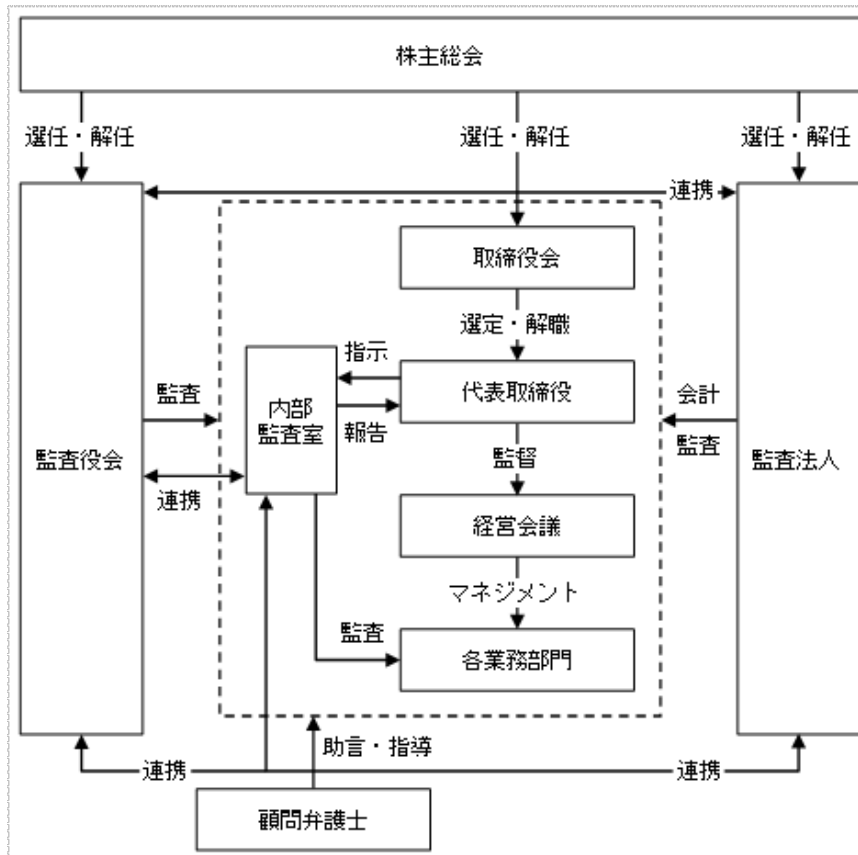 株主総会
選任・解任
選任・解任
選任・解任
連携
取締役会
選定・解職
指示
代表取締役
監査
内部
監査室
報告
会計
監査
監査役会
監督
監査法人
連携
経営会議
マネジメント
監査
各業務部門
助言・指導
連携
連携
顧問弁護士